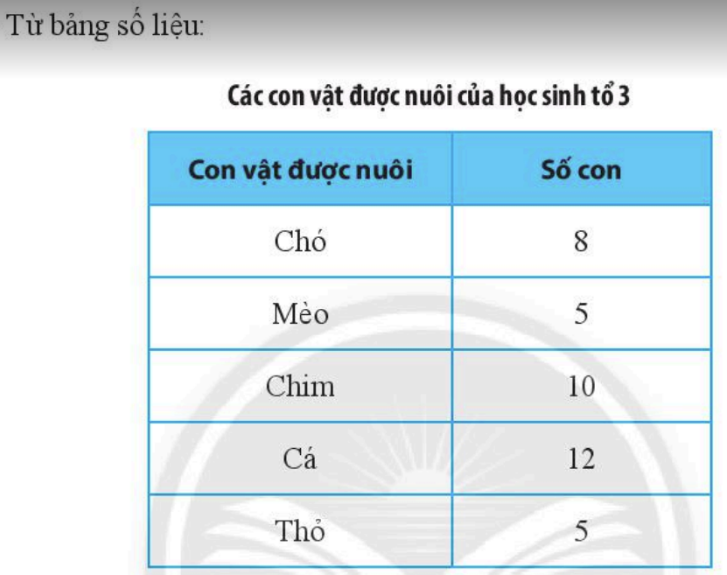 Từ bảng số liệu:
Các con vật được nuôi của học sinh tổ 3
Con vật được nuôi Số con
Chó 8
Mèo 5
Chim 10
Cá 12
Thỏ 5